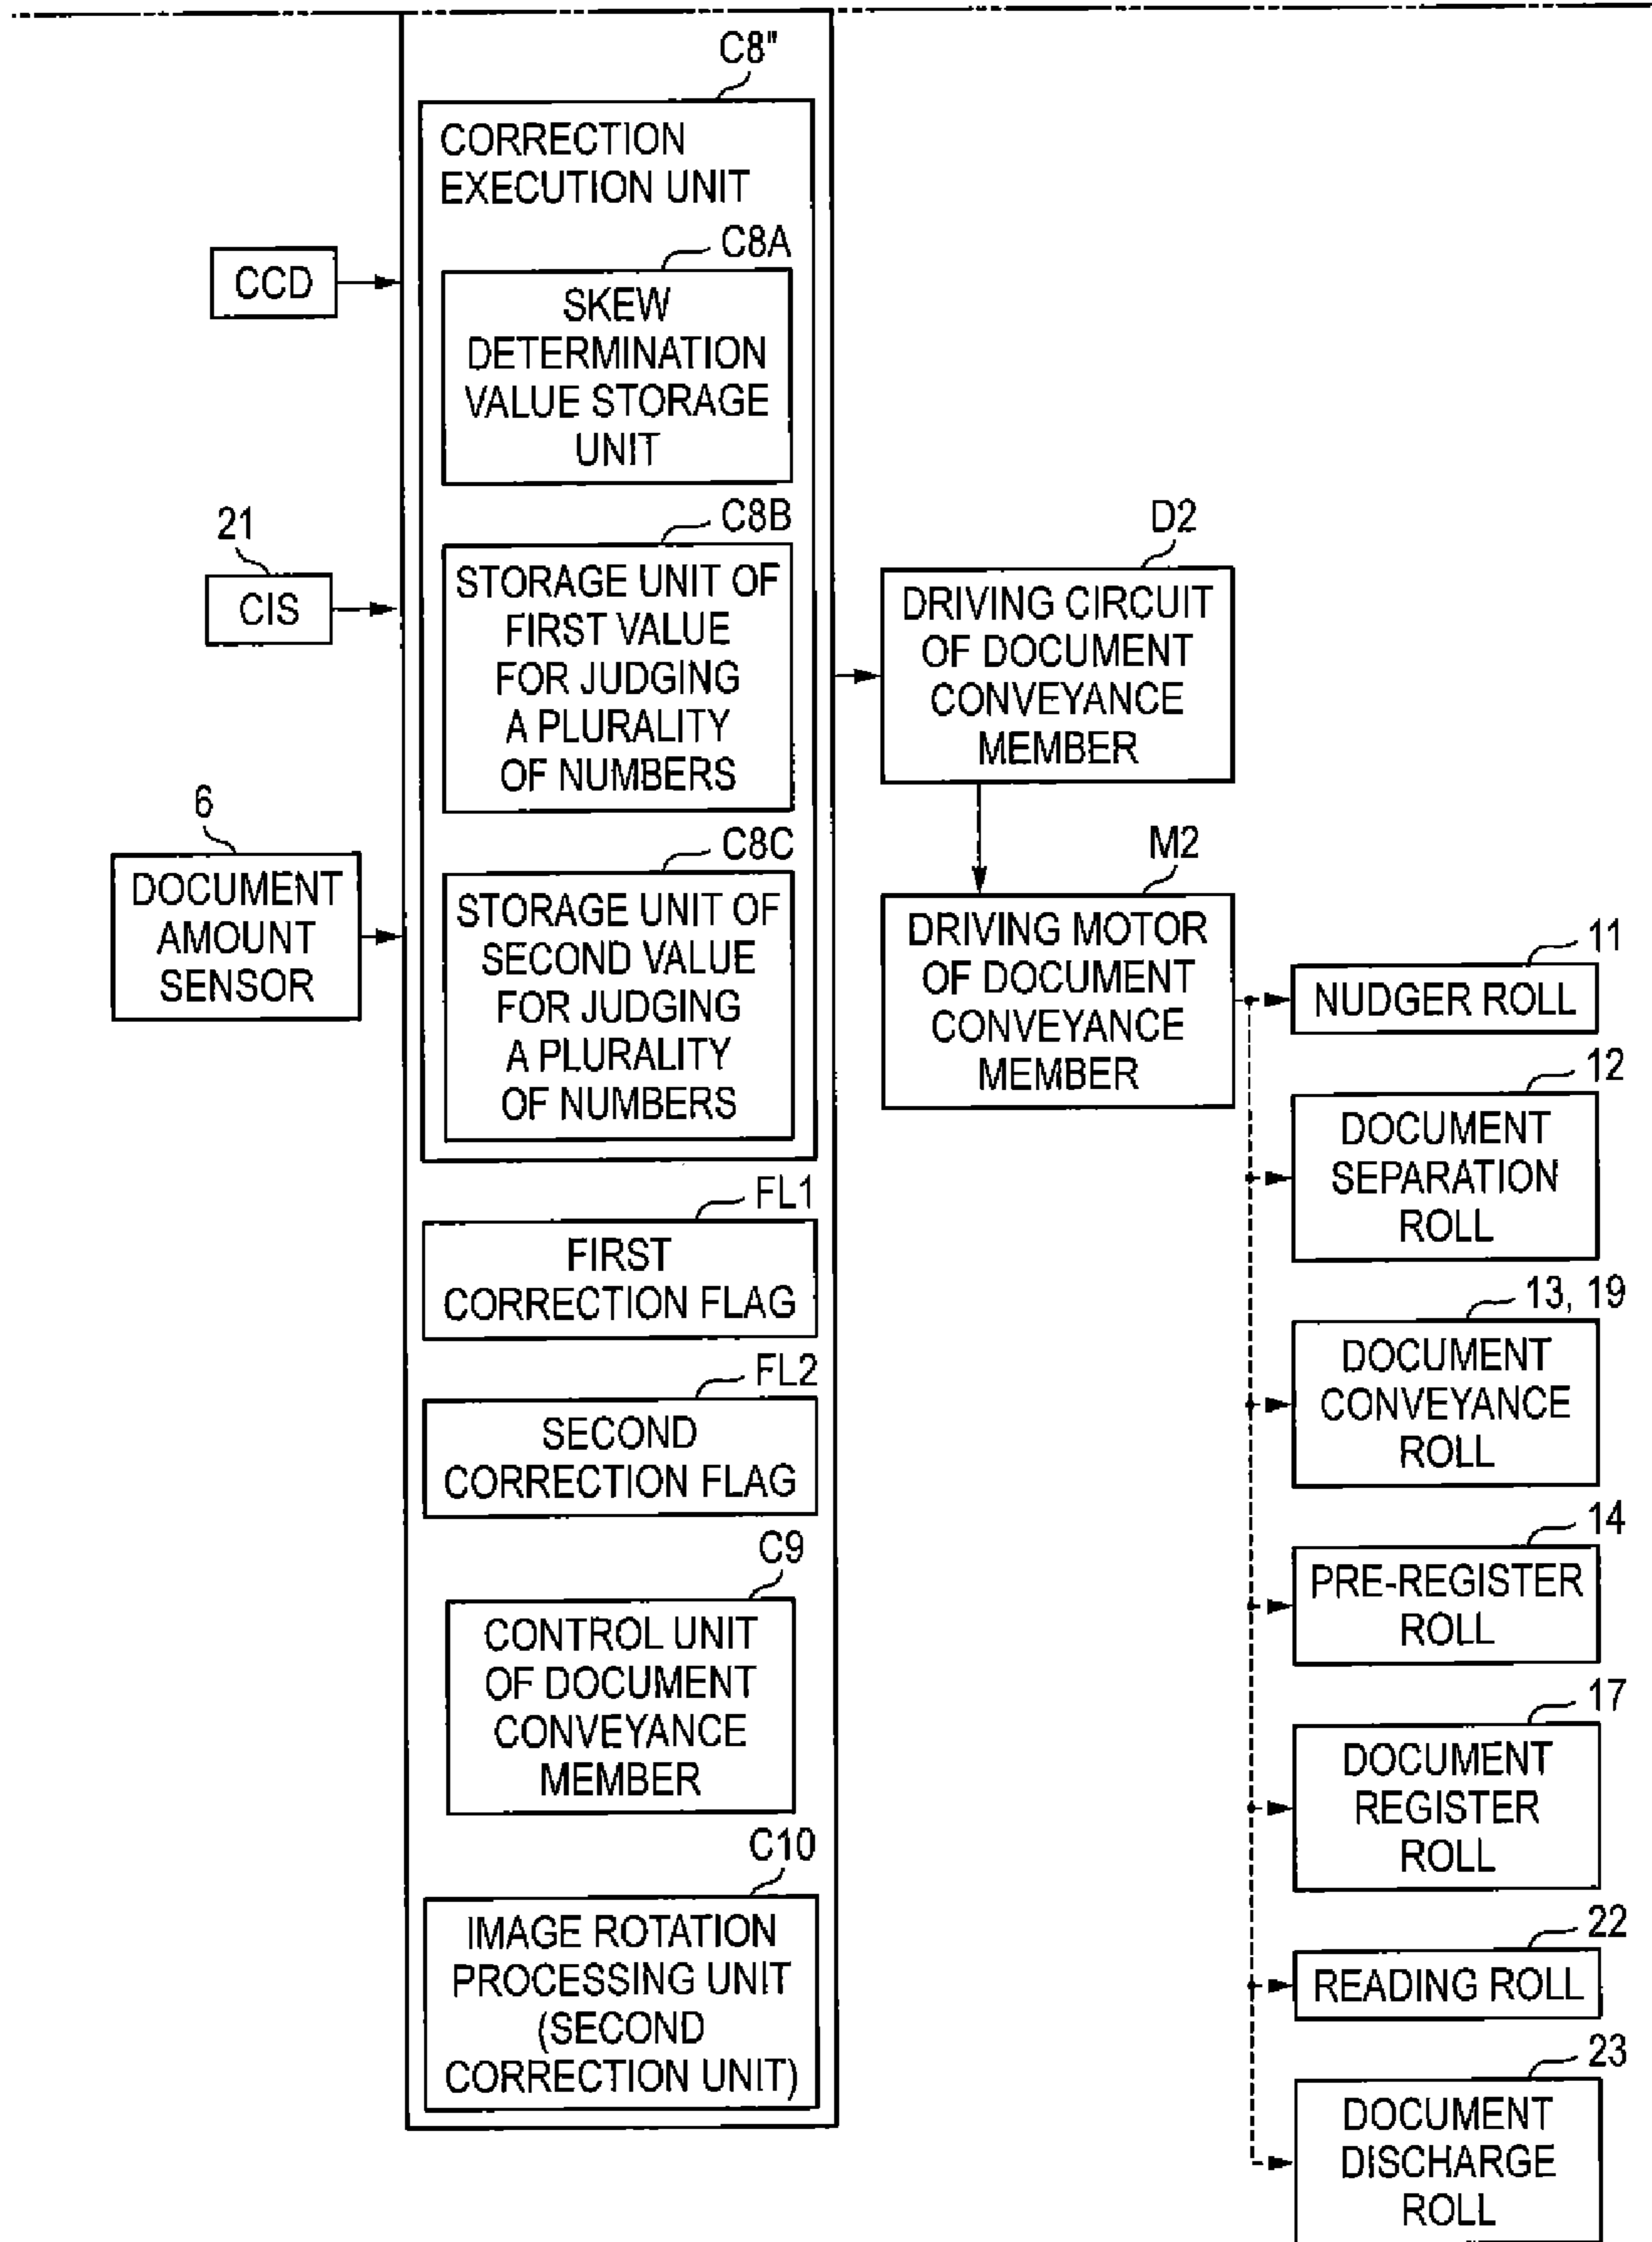 C8"
CORRECTION
EXECUTION UNIT
C8A
SKEW
DETERMINATION
VALUE STORAGE
UNIT
C8B
STORAGE UNIT OF
FIRST VALUE
FOR JUDGING
A PLURALITY
OF NUMBERS
C8C
STORAGE UNIT OF
SECOND VALUE
FOR JUDGING
A PLURALITY
OF NUMBERS
FL1
FIRST
CORRECTION FLAG
FL2
SECOND
CORRECTION FLAG
C9
CONTROL UNIT
OF DOCUMENT
CONVEYANCE
MEMBER
C10
IMAGE ROTATION
PROCESSING UNIT
(SECOND
CORRECTION UNIT)
CCD
21
CIS
6
DOCUMENT
AMOUNT
SENSOR
D2
DRIVING CIRCUIT
OF DOCUMENT
CONVEYANCE
MEMBER
M2
DRIVING MOTOR
OF DOCUMENT
CONVEYANCE
MEMBER
11
NUDGER ROLL
12
DOCUMENT
SEPARATION
ROLL
13, 19
DOCUMENT
CONVEYANCE
ROLL
14
PRE-REGISTER
ROLL
17
DOCUMENT
REGISTER
ROLL
22
READING ROLL
23
DOCUMENT
DISCHARGE
ROLL